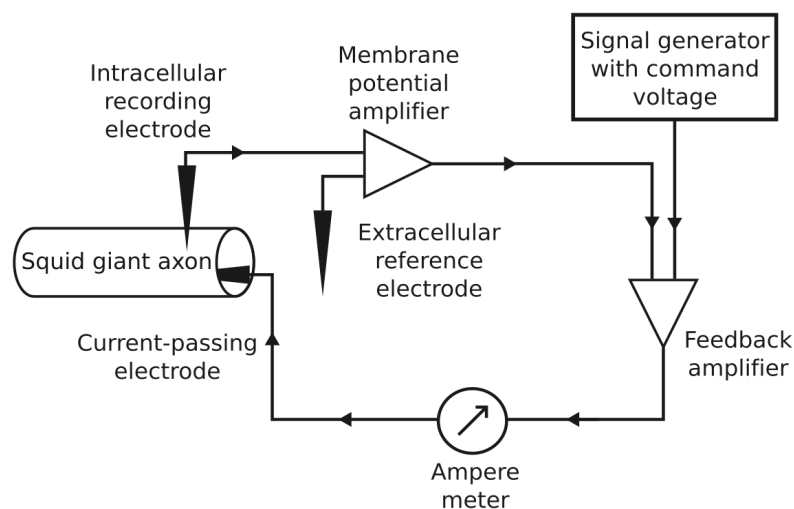 Signal generator
with command
voltage
Membrane
potential
amplifier
Intracellular
recording
electrode
Squid giant axon
Extracellular
reference
electrode
Current-passing
electrode
Feedback
amplifier
Ampere
meter